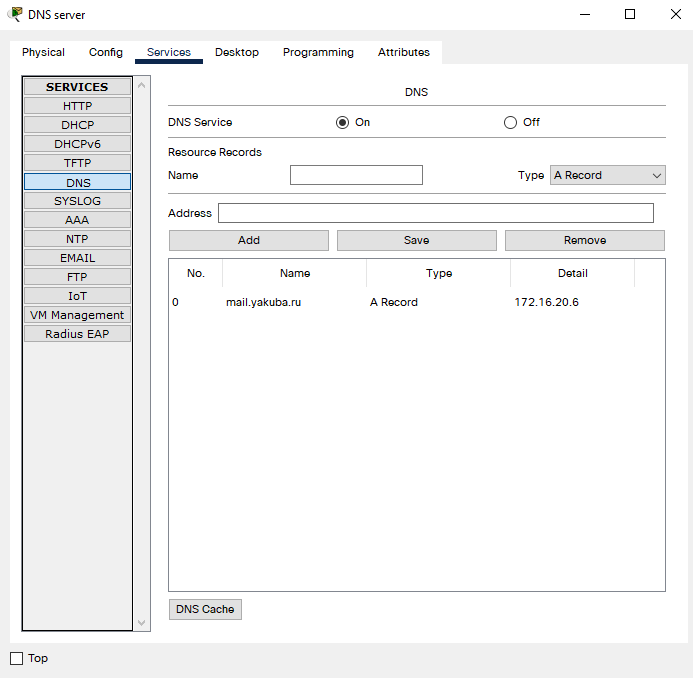 DNS server
Physical Config Services Desktop Programming Attributes
SERVICES
HTTP
DHCP
DHCPv6
TFTP
DNS
SYSLOG
AAA
NTP
EMAIL
FTP
IoT
VM Management
Radius EAP
DNS
DNS Service On Off
Resource Records
Name Type A Record
Address
Add Save Remove
No. Name Type Detail
0 mail.yakuba.ru A Record 172.16.20.6
DNS Cache
Top